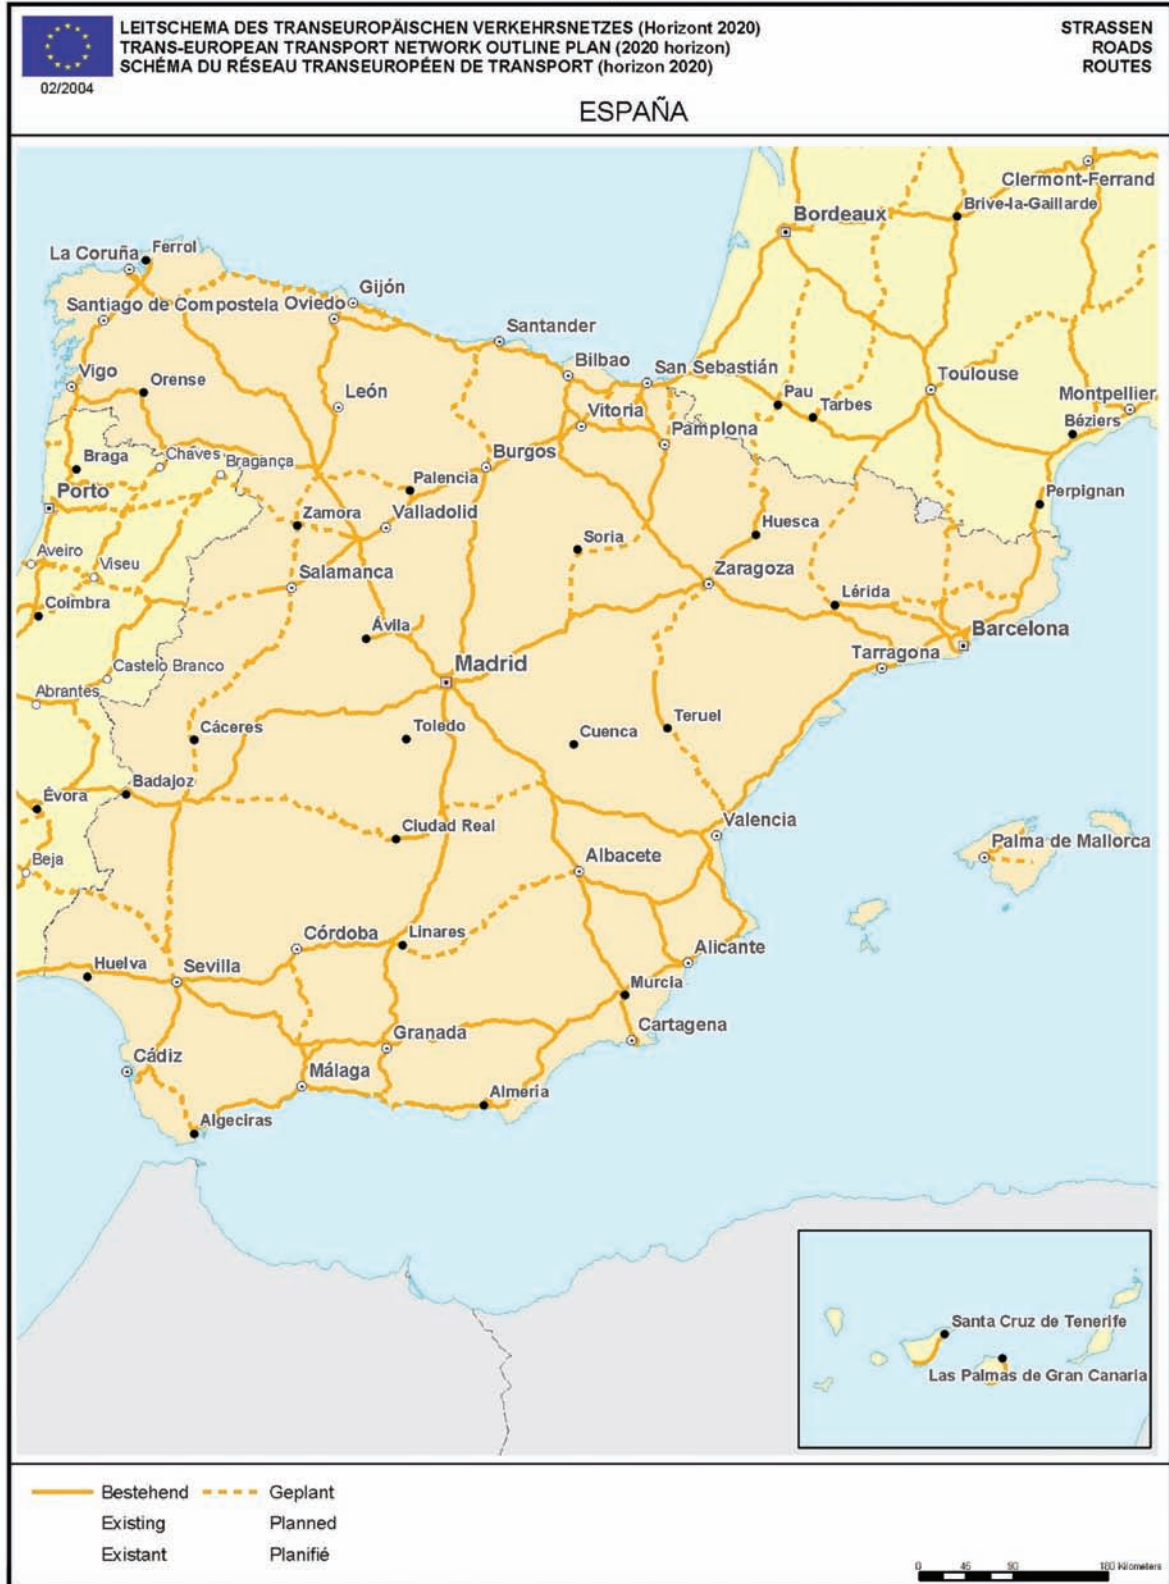 LEITSCHEMA DES TRANSEUROPÄISCHEN VERKEHRSNETZES (Horizont 2020)
TRANS-EUROPEAN TRANSPORT NETWORK OUTLINE PLAN (2020 horizon)
SCHÉMA DU RÉSEAU TRANSEUROPÉEN DE TRANSPORT (horizon 2020)
STRASSEN
ROADS
ROUTES
02/2004
ESPAÑA
Clermont-Ferrand
Brive-la-Gaillarde
Bordeaux
La Coruña
Ferrol
Gijón
Santiago de Compostela
Oviedo
Santander
Bilbao
San Sebastián
Vigo
Orense
León
Vitoria
Pau
Tarbes
Toulouse
Montpellier
Béziers
Pamplona
Braga
Chaves
Bragança
Burgos
Palencia
Porto
Zamora
Valladolid
Perpignan
Huesca
Soria
Aveiro
Viseu
Salamanca
Zaragoza
Lérida
Coimbra
Ávila
Barcelona
Tarragona
Madrid
Castelo Branco
Abrantes
Cáceres
Toledo
Cuenca
Teruel
Badajoz
Évora
Valencia
Ciudad Real
Palma de Mallorca
Beja
Albacete
Córdoba
Linares
Alicante
Huelva
Sevilla
Murcia
Granada
Cartagena
Cádiz
Málaga
Almería
Algeciras
Santa Cruz de Tenerife
Las Palmas de Gran Canaria
Bestehend Geplant
Existing Planned
Existant Planifié
0 45 90 180 Kilometers